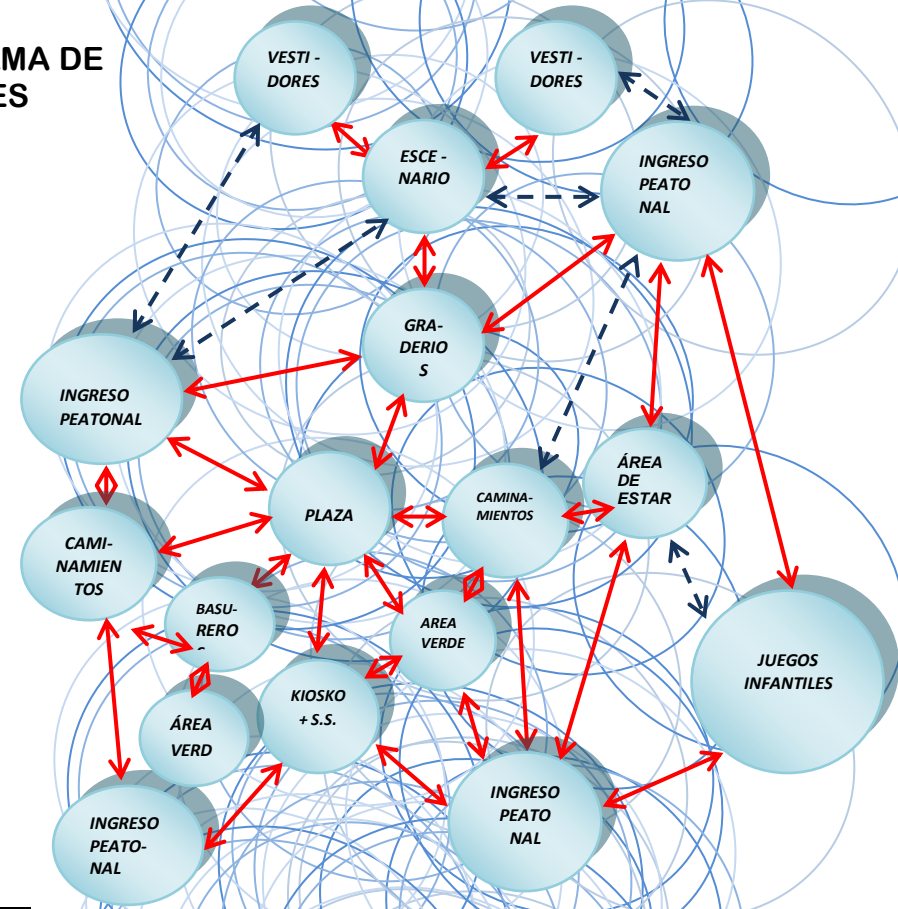 MA DE
ES
VESTI -
DORES
VESTI -
DORES
ESCE -
NARIO
INGRESO
PEATO
NAL
GRA-
DERIO
S
INGRESO
PEATONAL
ÁREA
DE
ESTAR
CAMINA-
MIENTOS
PLAZA
CAMI-
NAMIEN
TOS
BASU-
RERO
AREA
VERDE
JUEGOS
INFANTILES
KIOSKO
+ S.S.
ÁREA
VERD
INGRESO
PEATO
NAL
INGRESO
PEATO-
NAL